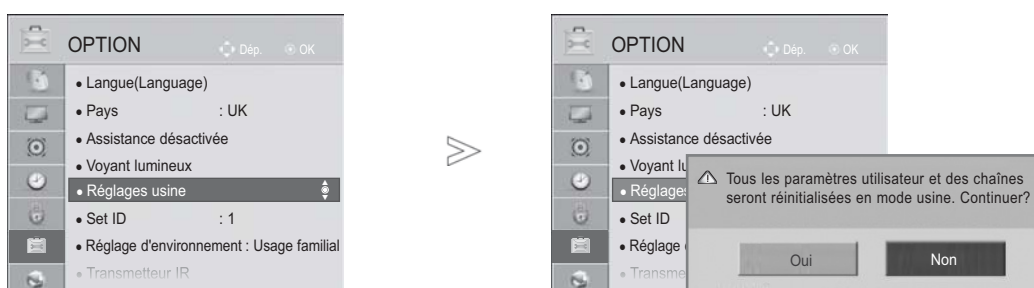 OPTION
Dép. OK
• Langue(Language)
• Pays : UK
• Assistance désactivée
• Voyant lumineux
• Réglages usine
• Set ID : 1
• Réglage d'environnement : Usage familial
• Transmetteur IR
OPTION
Dép. OK
• Langue(Language)
• Pays : UK
• Assistance désactivée
• Voyant lu
• Réglages
• Set ID
• Réglage
• Transme
Tous les paramètres utilisateur et des chaînes
seront réinitialisées en mode usine. Continuer?
Oui Non